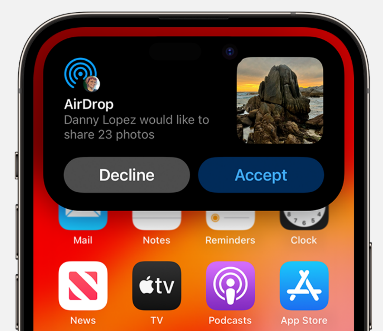 AirDrop
Danny Lopez would like to
share 23 photos
Decline
Accept
Mail
Notes
Reminders
Clock
News
tv
TV
Podcasts
App Store